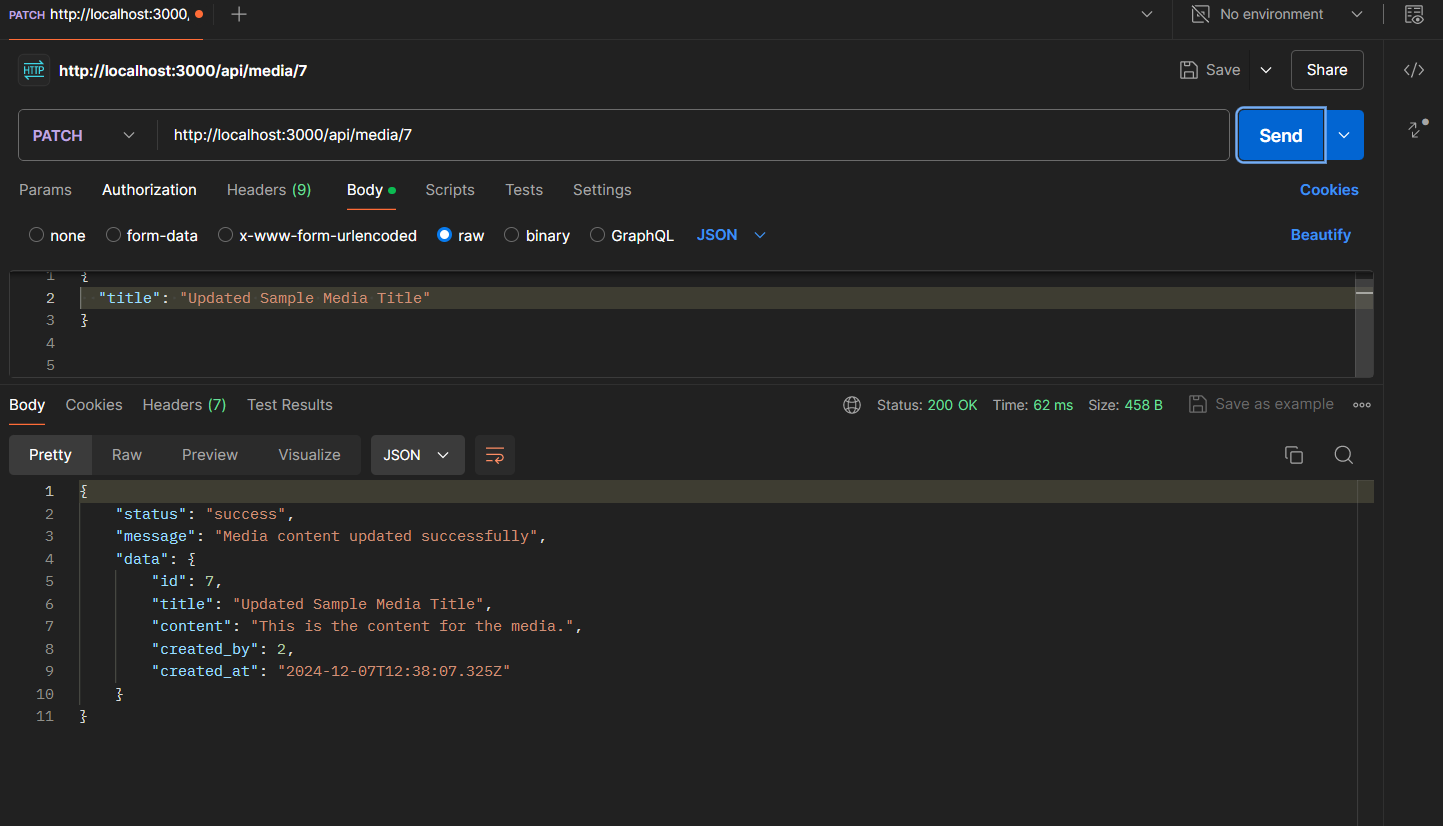 PATCH http://localhost:3000, No environment
HTTP http://localhost:3000/api/media/7 Save Share
PATCH http://localhost:3000/api/media/7 Send
Params Authorization Headers (9) Body Scripts Tests Settings Cookies
none form-data x-www-form-urlencoded raw binary GraphQL JSON Beautify
1 {
2 "title": "Updated Sample Media Title"
3 }
4
5
Body Cookies Headers (7) Test Results Status: 200 OK Time: 62 ms Size: 458 B Save as example
Pretty Raw Preview Visualize JSON
1 {
2 "status": "success",
3 "message": "Media content updated successfully",
4 "data": {
5 "id": 7,
6 "title": "Updated Sample Media Title",
7 "content": "This is the content for the media.",
8 "created_by": 2,
9 "created_at": "2024-12-07T12:38:07.325Z"
10 }
11 }